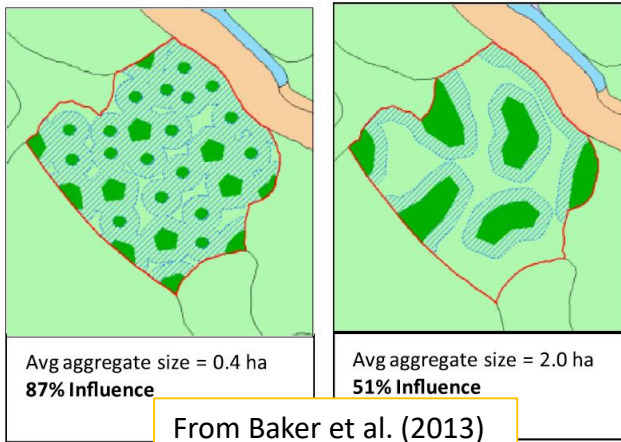 Avg aggregate size = 0.4 ha
87% Influence
Avg aggregate size = 2.0 ha
51% Influence
From Baker et al. (2013)